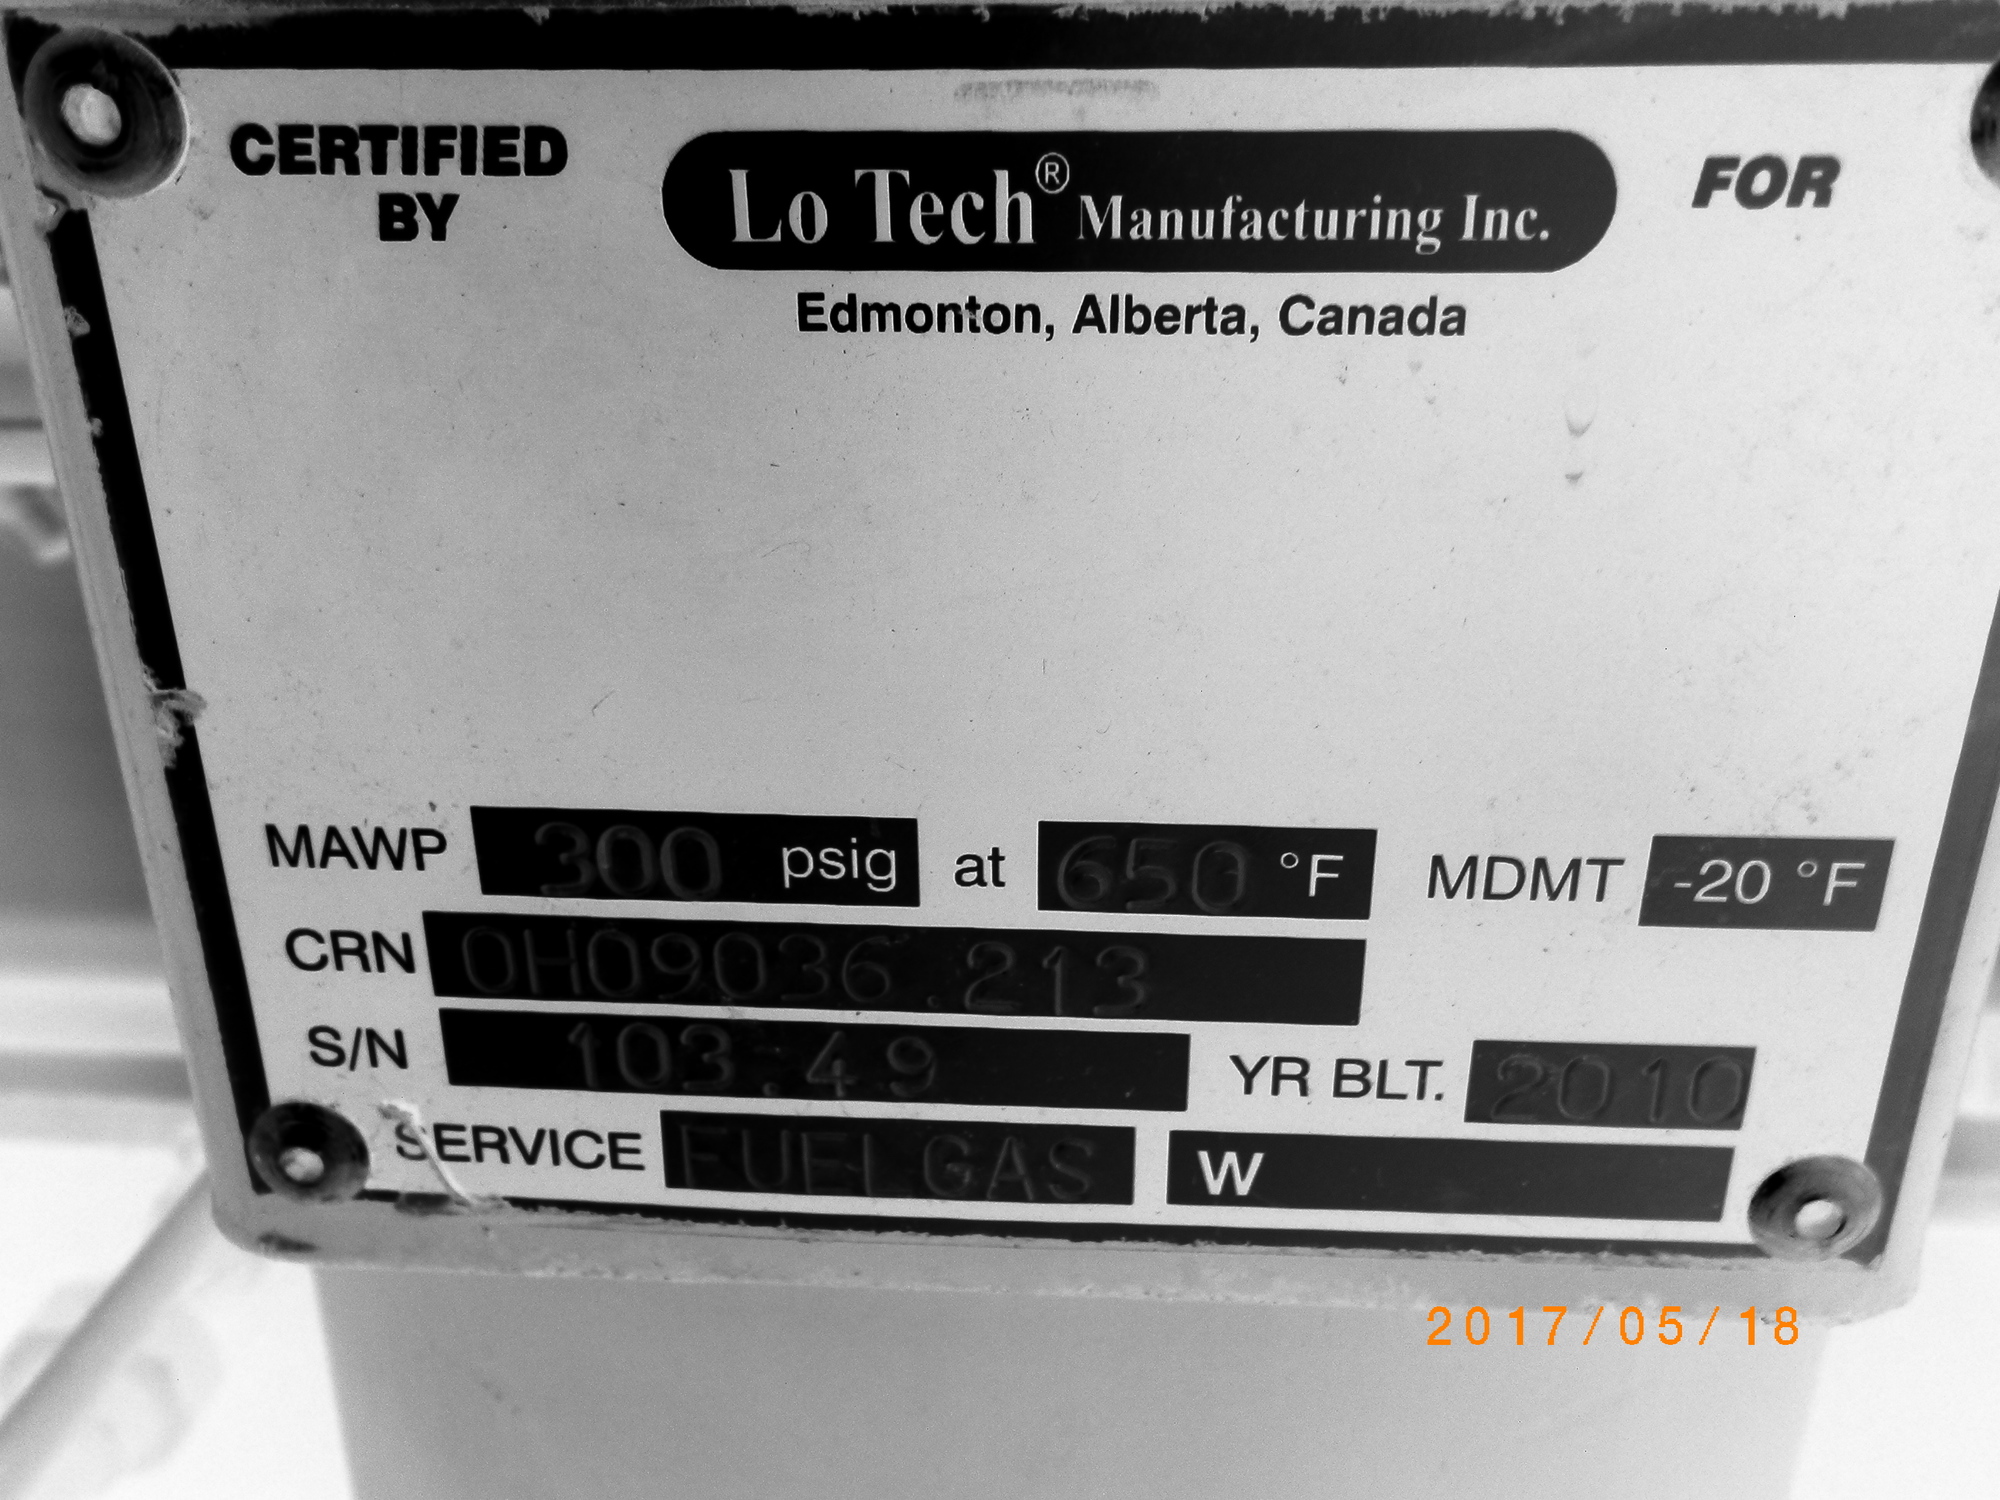 CERTIFIED BY
Lo Tech® Manufacturing Inc.
FOR
Edmonton, Alberta, Canada
MAWP 300 psig at 650 °F MDMT -20 °F
CRN 0H09036.213
S/N 103.49 YR BLT. 2010
SERVICE FUEL GAS W
2017/05/18